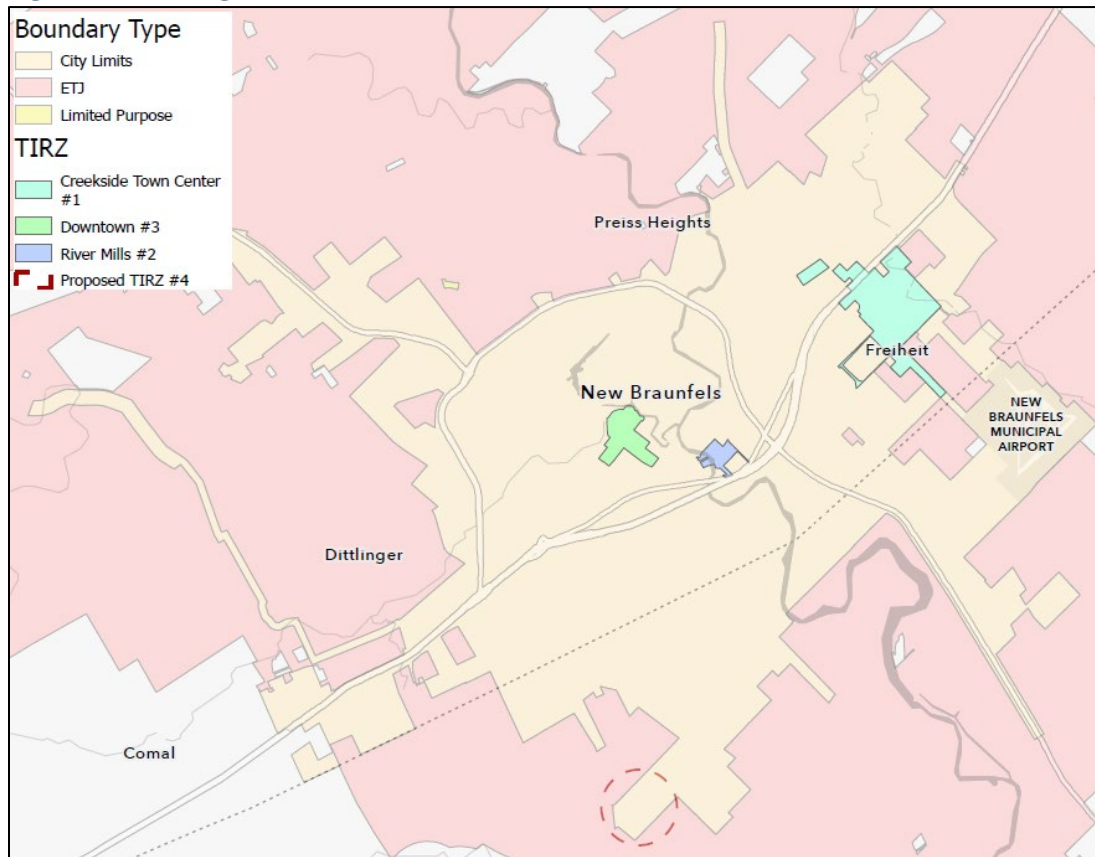 Boundary Type
City Limits
ETJ
Limited Purpose
TIRZ
Creekside Town Center
#1
Downtown #3
River Mills #2
Proposed TIRZ #4
Preiss Heights
Freiheit
New Braunfels
NEW
BRAUNFELS
MUNICIPAL
AIRPORT
Dittlinger
Comal